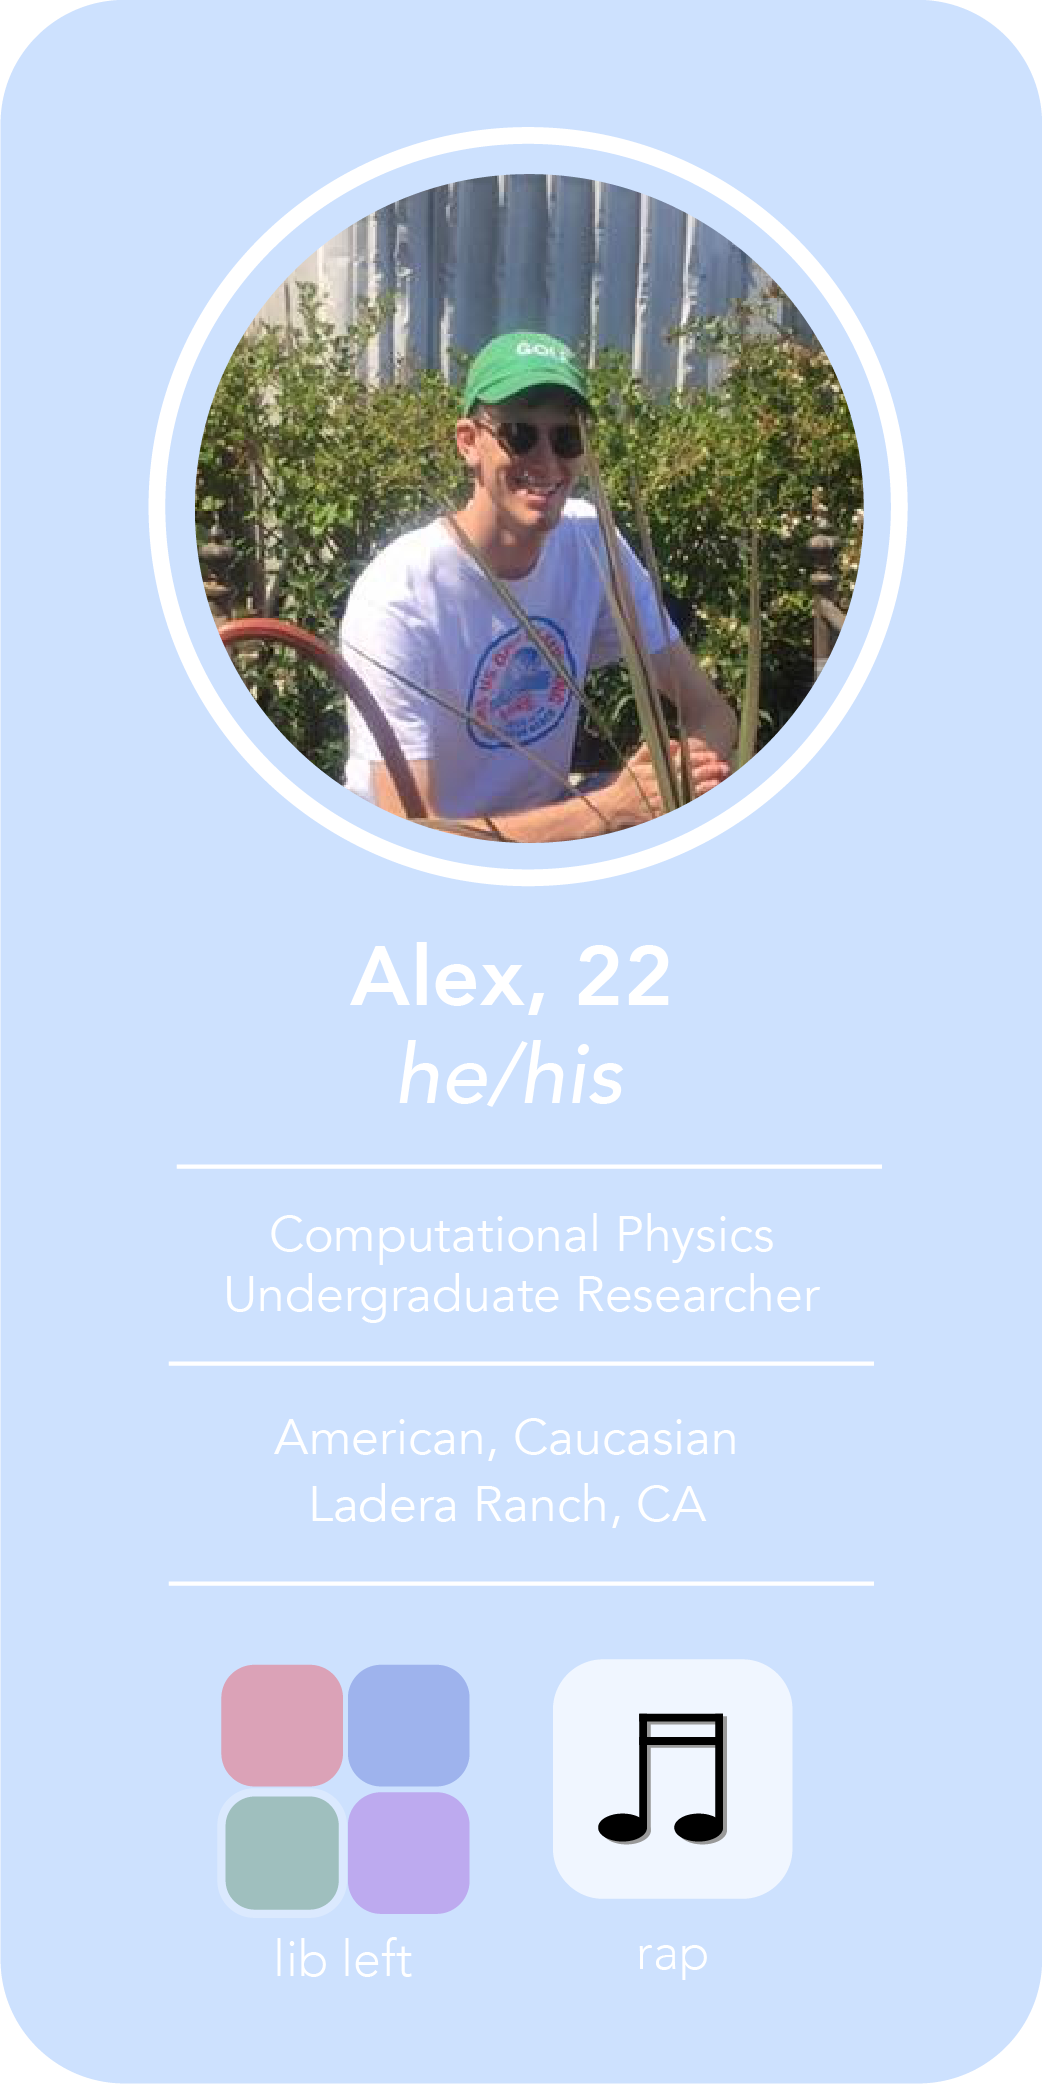 Alex, 22
he/his
Computational Physics
Undergraduate Researcher
American, Caucasian
Ladera Ranch, CA
lib left
rap